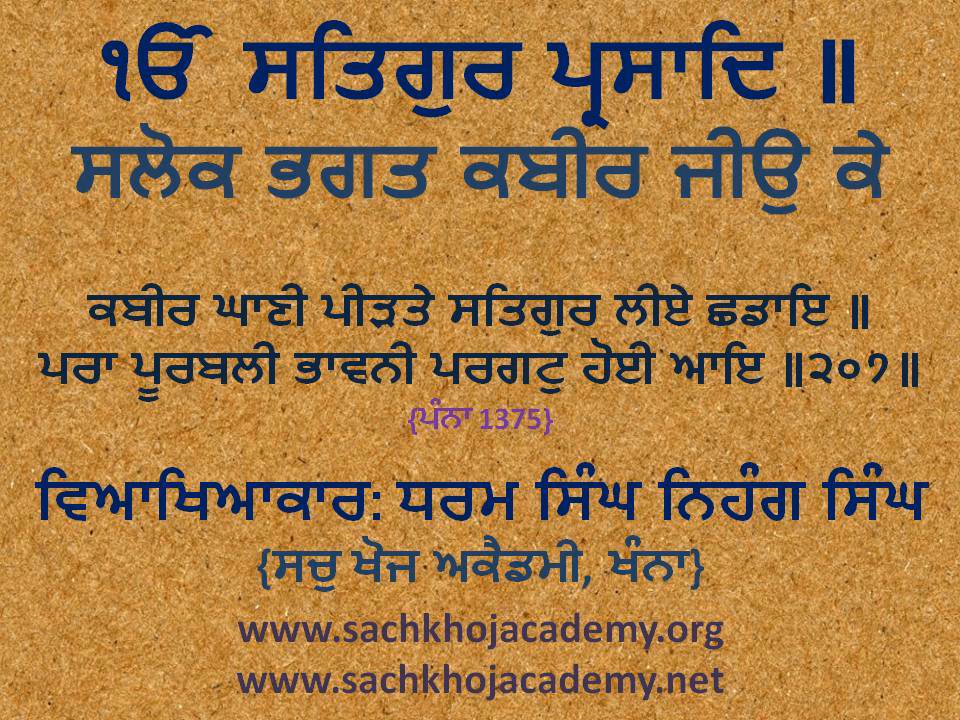 ੴ ਸਤਿਗੁਰ ਪ੍ਰਸਾਦਿ ॥
ਸਲੋਕ ਭਗਤ ਕਬੀਰ ਜੀਉ ਕੇ
ਕਬੀਰ ਘਾਣੀ ਪੀੜਤੇ ਸਤਿਗੁਰ ਲੀਏ ਛਡਾਇ ॥
ਪਰਾ ਪੂਰਬਲੀ ਭਾਵਨੀ ਪਰਗਟੁ ਹੋਈ ਆਇ ॥੨੦੭॥
{ਪੰਨਾ 1375}
ਵਿਆਖਿਆਕਾਰ: ਧਰਮ ਸਿੰਘ ਨਿਹੰਗ ਸਿੰਘ
{ਸਚੁ ਖੋਜ ਅਕੈਡਮੀ, ਖੰਨਾ}
www.sachkhojacademy.org
www.sachkhojacademy.net